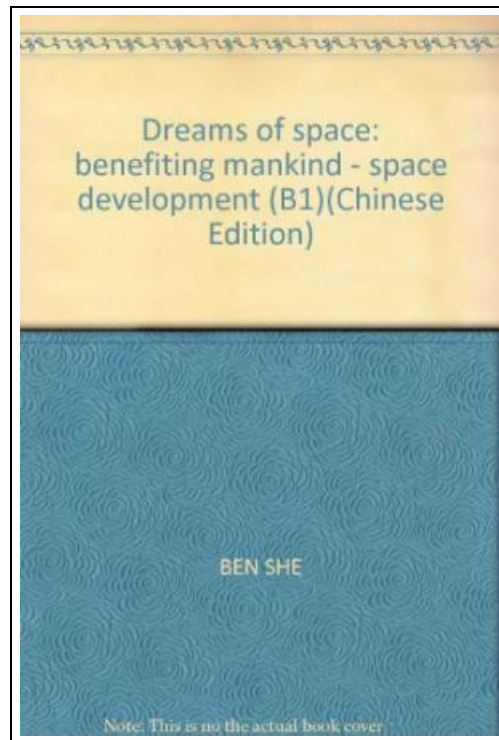 Dreams of space:
benefiting mankind - space
development (B1)(Chinese
Edition)
BEN SHE
Note: This is no the actual book cover